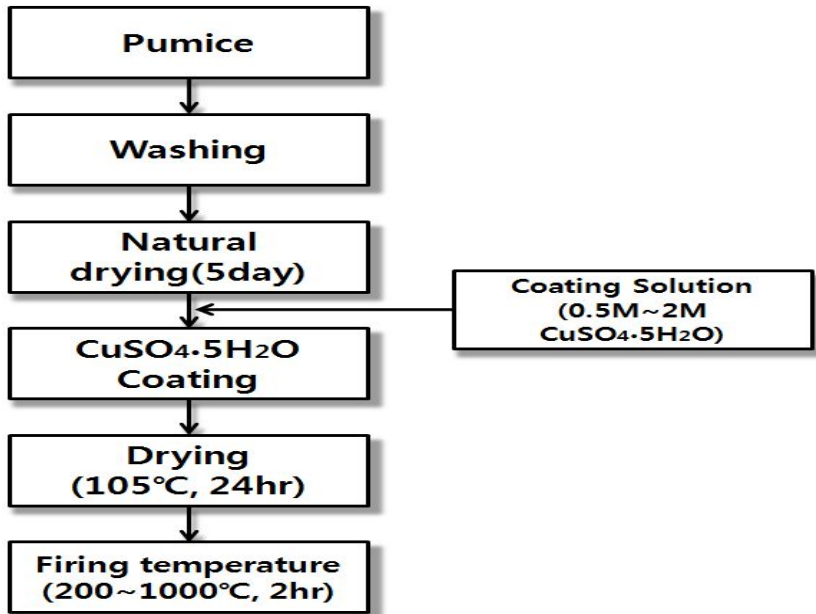 Pumice
Washing
Natural
drying(5day)
Coating Solution
(0.5M~2M
CuSO₄·5H₂O)
CuSO₄·5H₂O
Coating
Drying
(105℃, 24hr)
Firing temperature
(200~1000℃, 2hr)